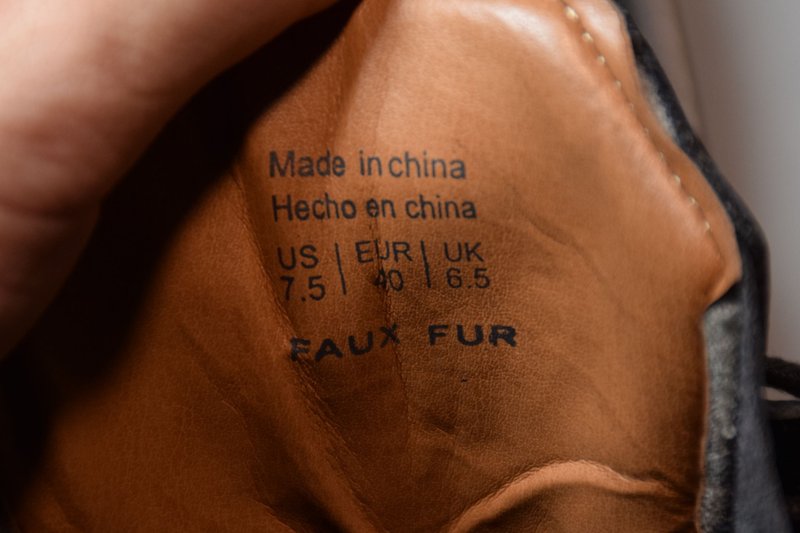 Made in china
Hecho en china
US | EUR | UK
7.5 | 40 | 6.5
FAUX FUR